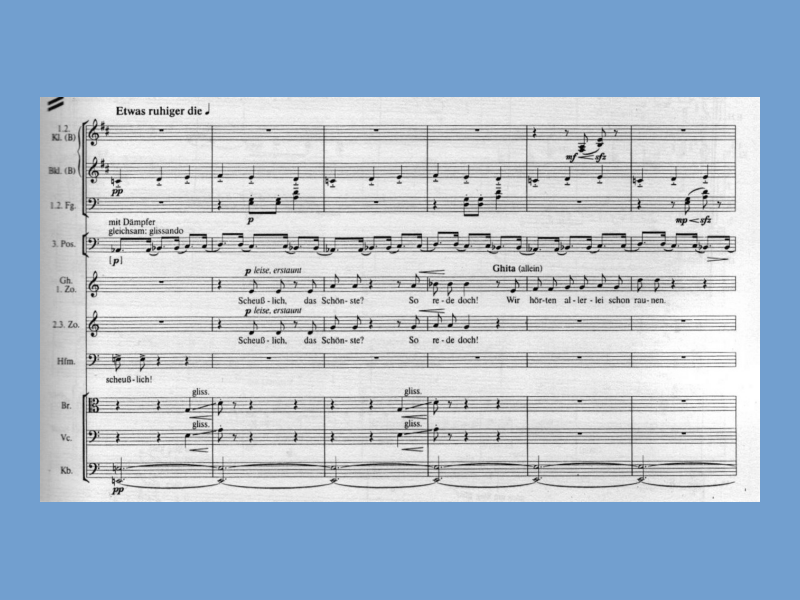 Etwas ruhiger die
1.2.
Kl. (B)
mf sfz
Bkl. (B)
pp
1.2. Fg.
p
mp sfz
mit Dämpfer
gleichsam: glissando
3. Pos.
[p]
p leise, erstaunt
Ghita (allein)
Gh.
1. Zo.
Scheuß - lich, das Schön - ste? So re - de doch! Wir hör - ten al - ler - lei schon rau - nen.
p leise, erstaunt
2.3. Zo.
Scheuß - lich, das Schön - ste? So re - de doch!
Hfm.
scheuß - lich!
gliss. gliss.
Br.
gliss. gliss.
Vc.
Kb.
pp